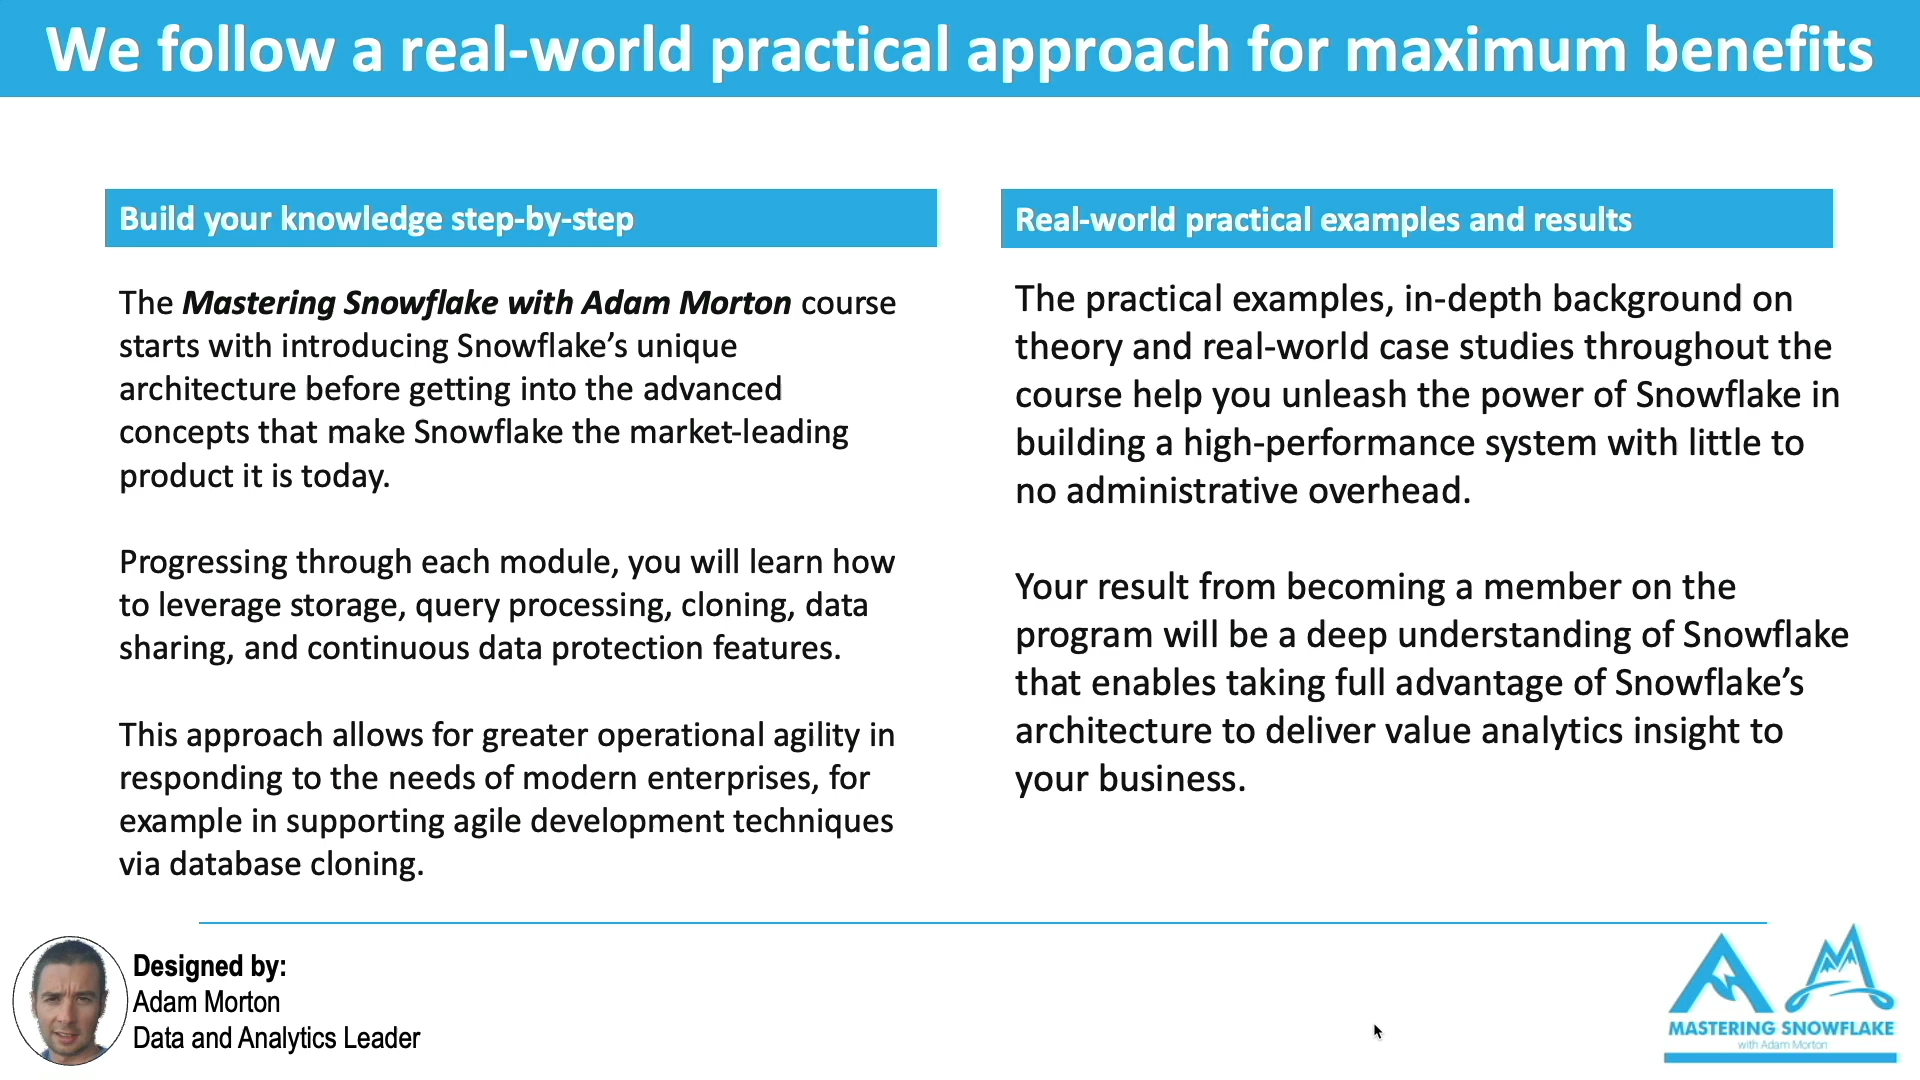 We follow a real-world practical approach for maximum benefits
Build your knowledge step-by-step
The Mastering Snowflake with Adam Morton course
starts with introducing Snowflake’s unique
architecture before getting into the advanced
concepts that make Snowflake the market-leading
product it is today.
Progressing through each module, you will learn how
to leverage storage, query processing, cloning, data
sharing, and continuous data protection features.
This approach allows for greater operational agility in
responding to the needs of modern enterprises, for
example in supporting agile development techniques
via database cloning.
Real-world practical examples and results
The practical examples, in-depth background on
theory and real-world case studies throughout the
course help you unleash the power of Snowflake in
building a high-performance system with little to
no administrative overhead.
Your result from becoming a member on the
program will be a deep understanding of Snowflake
that enables taking full advantage of Snowflake’s
architecture to deliver value analytics insight to
your business.
Designed by:
Adam Morton
Data and Analytics Leader
MASTERING SNOWFLAKE
with Adam Morton